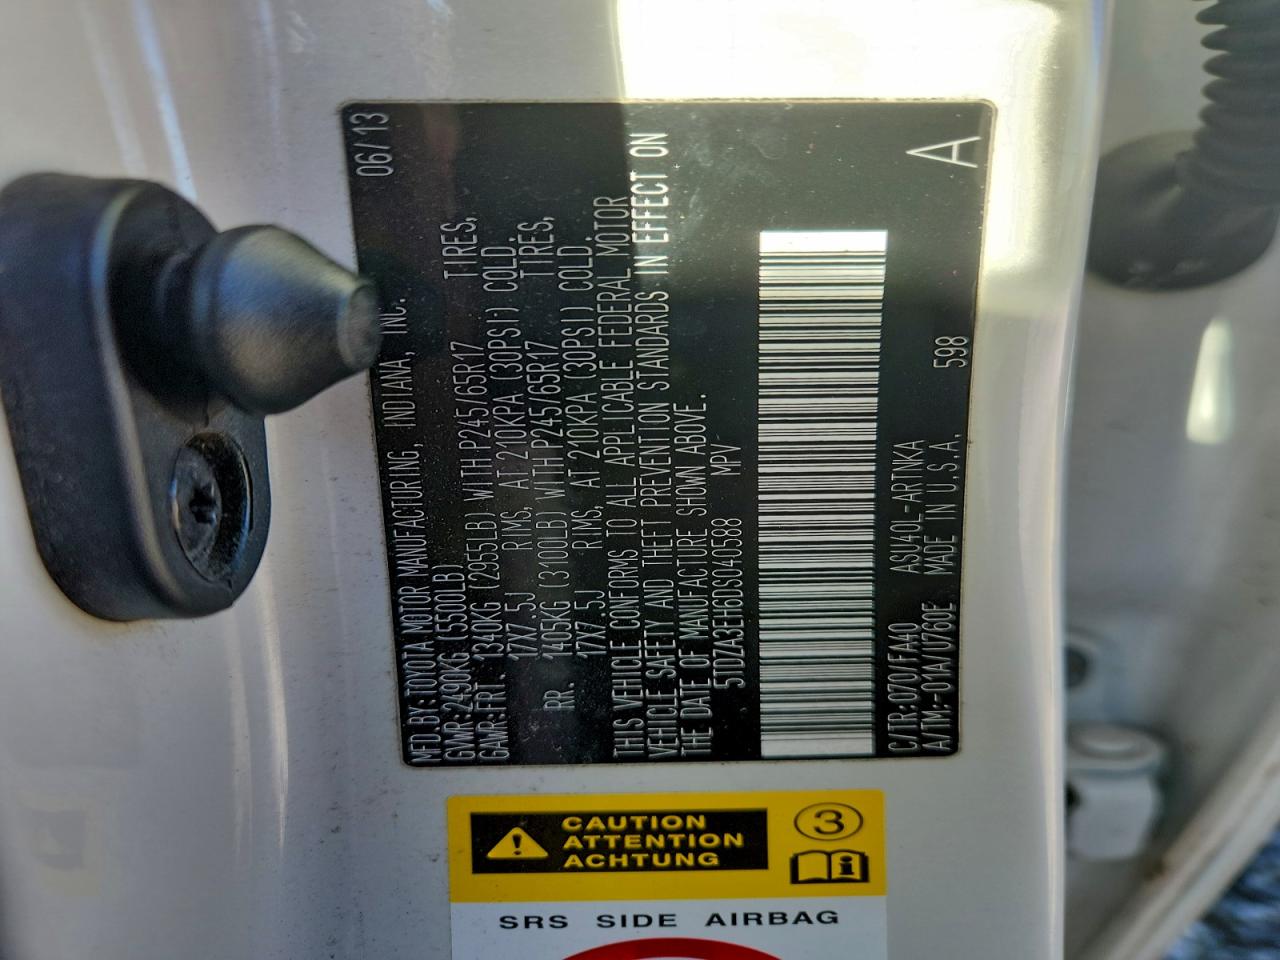 06/13
MFD.BY:TOYOTA MOTOR MANUFACTURING, INDIANA, INC.
GVWR:2490KG (5500LB)
GAWR:FRT. 1340KG (2955LB) WITH P245/65R17 TIRES,
17X7.5J RIMS, AT 210KPA (30PSI) COLD.
RR. 1405KG (3100LB) WITH P245/65R17 TIRES,
17X7.5J RIMS, AT 210KPA (30PSI) COLD.
THIS VEHICLE CONFORMS TO ALL APPLICABLE FEDERAL MOTOR
VEHICLE SAFETY AND THEFT PREVENTION STANDARDS IN EFFECT ON
THE DATE OF MANUFACTURE SHOWN ABOVE.
5TDZA3EH6DS040588 MPV
C/TR:070/FA40 ASU40L-ARTNKA
A/TM:-01A/U760E MADE IN U.S.A. 598
A
CAUTION
ATTENTION
ACHTUNG
3
i
SRS SIDE AIRBAG